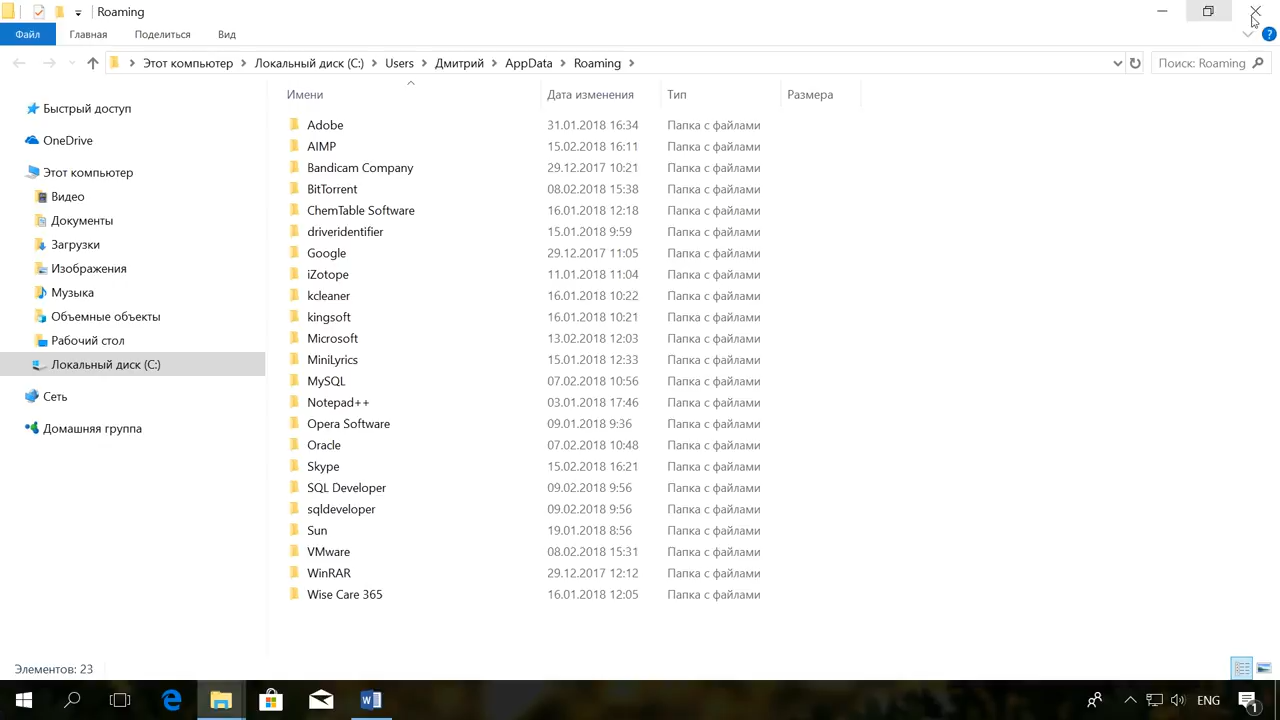 Roaming
Файл Главная Поделиться Вид
Этот компьютер Локальный диск (C:) Users Дмитрий AppData Roaming Поиск: Roaming
Имени Дата изменения Тип Размера
Быстрый доступ
OneDrive
Этот компьютер
Видео
Документы
Загрузки
Изображения
Музыка
Объемные объекты
Рабочий стол
Локальный диск (C:)
Сеть
Домашняя группа
Adobe 31.01.2018 16:34 Папка с файлами
AIMP 15.02.2018 16:11 Папка с файлами
Bandicam Company 29.12.2017 10:21 Папка с файлами
BitTorrent 08.02.2018 15:38 Папка с файлами
ChemTable Software 16.01.2018 12:18 Папка с файлами
driveridentifier 15.01.2018 9:59 Папка с файлами
Google 29.12.2017 11:05 Папка с файлами
iZotope 11.01.2018 11:04 Папка с файлами
kcleaner 16.01.2018 10:22 Папка с файлами
kingsoft 16.01.2018 10:21 Папка с файлами
Microsoft 13.02.2018 12:03 Папка с файлами
MiniLyrics 15.01.2018 12:33 Папка с файлами
MySQL 07.02.2018 10:56 Папка с файлами
Notepad++ 03.01.2018 17:46 Папка с файлами
Opera Software 09.01.2018 9:36 Папка с файлами
Oracle 07.02.2018 10:48 Папка с файлами
Skype 15.02.2018 16:21 Папка с файлами
SQL Developer 09.02.2018 9:56 Папка с файлами
sqldeveloper 09.02.2018 9:56 Папка с файлами
Sun 19.01.2018 8:56 Папка с файлами
VMware 08.02.2018 15:31 Папка с файлами
WinRAR 29.12.2017 12:12 Папка с файлами
Wise Care 365 16.01.2018 12:05 Папка с файлами
Элементов: 23
ENG 1